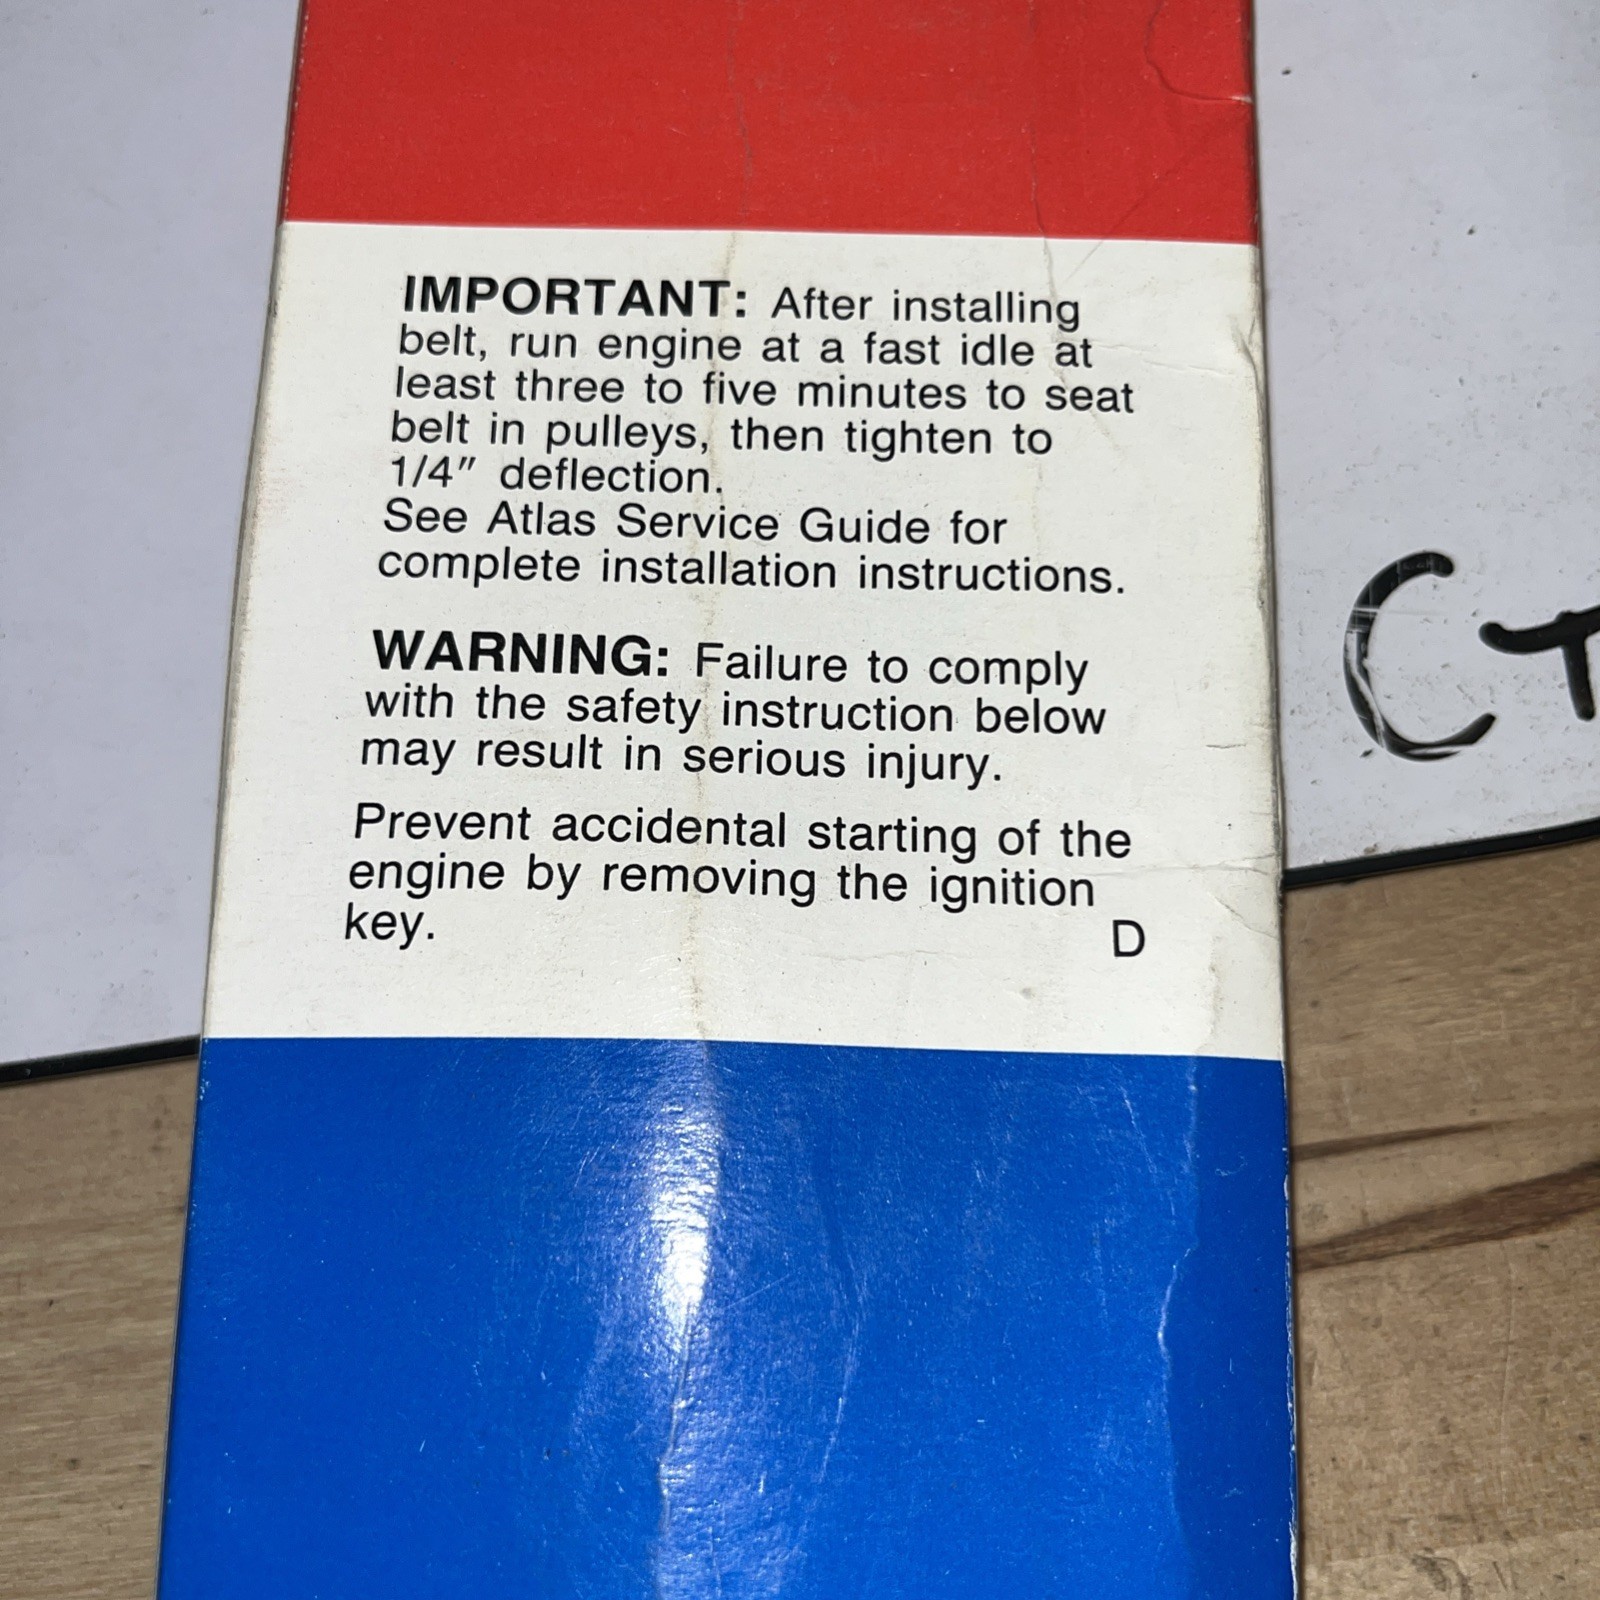 IMPORTANT: After installing
belt, run engine at a fast idle at
least three to five minutes to seat
belt in pulleys, then tighten to
1/4" deflection.
See Atlas Service Guide for
complete installation instructions.
WARNING: Failure to comply
with the safety instruction below
may result in serious injury.
Prevent accidental starting of the
engine by removing the ignition
key.
D